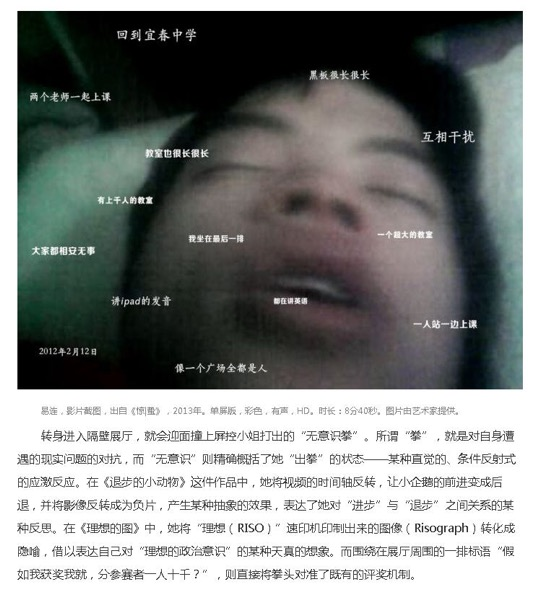 回到宜春中学
黑板很长很长
两个老师一起上课
互相干扰
教室也很长很长
有上千人的教室
我坐在最后一排
一个超大的教室
大家都相安无事
讲ipad的发音
都在讲英语
一人站一边上课
2012年2月12日
像一个广场全都是人
易连，影片截图，出自《惊蛰》，2013年。单屏版，彩色，有声，HD。时长：8分40秒。图片由艺术家提供。
转身进入隔壁展厅，就会迎面撞上屏控小姐打出的“无意识拳”。所谓“拳”，就是对自身遭
遇的现实问题的对抗，而“无意识”则精确概括了她“出拳”的状态——某种直觉的、条件反射式
的应激反应。在《退步的小动物》这件作品中，她将视频的时间轴反转，让小企鹅的前进变成后
退，并将影像反转成为负片，产生某种抽象的效果，表达了她对“进步”与“退步”之间关系的某
种反思。在《理想的图》中，她将“理想（RISO）”速印机印制出来的图像（Risograph）转化成
隐喻，借以表达自己对“理想的政治意识”的某种天真的想象。而围绕在展厅周围的一排标语“假
如我获奖我就，分参赛者一人十千？”，则直接将拳头对准了既有的评奖机制。